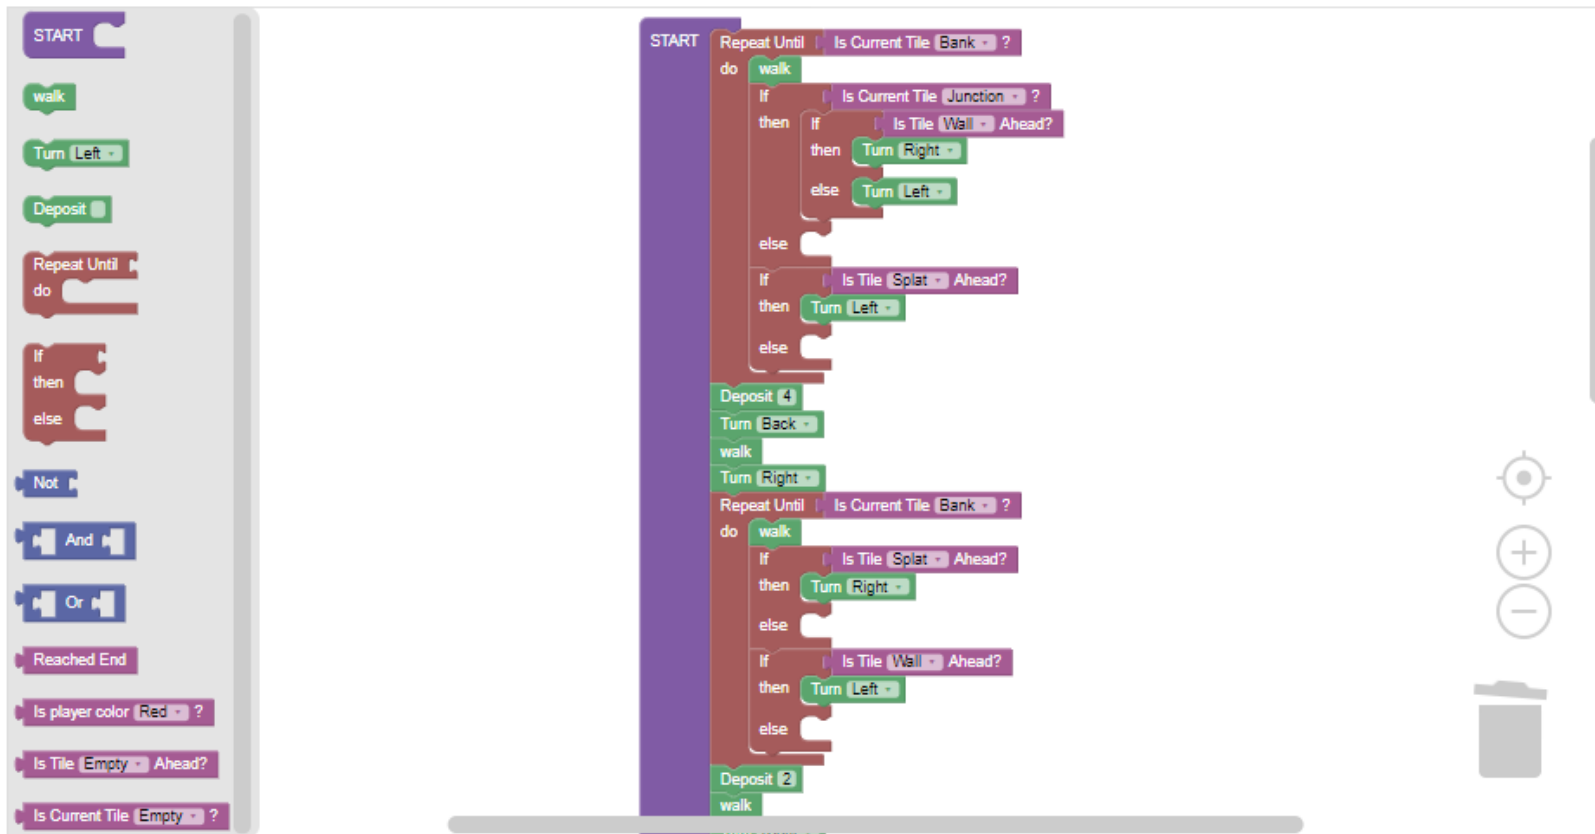 START
walk
Turn Left
Deposit
Repeat Until
do
If
then
else
Not
And
Or
Reached End
Is player color Red ?
Is Tile Empty Ahead?
Is Current Tile Empty ?
START Repeat Until Is Current Tile Bank ?
do walk
If Is Current Tile Junction ?
then If Is Tile Wall Ahead?
then Turn Right
else Turn Left
else
If Is Tile Splat Ahead?
then Turn Left
else
Deposit 4
Turn Back
walk
Turn Right
Repeat Until Is Current Tile Bank ?
do walk
If Is Tile Splat Ahead?
then Turn Right
else
If Is Tile Wall Ahead?
then Turn Left
else
Deposit 2
walk